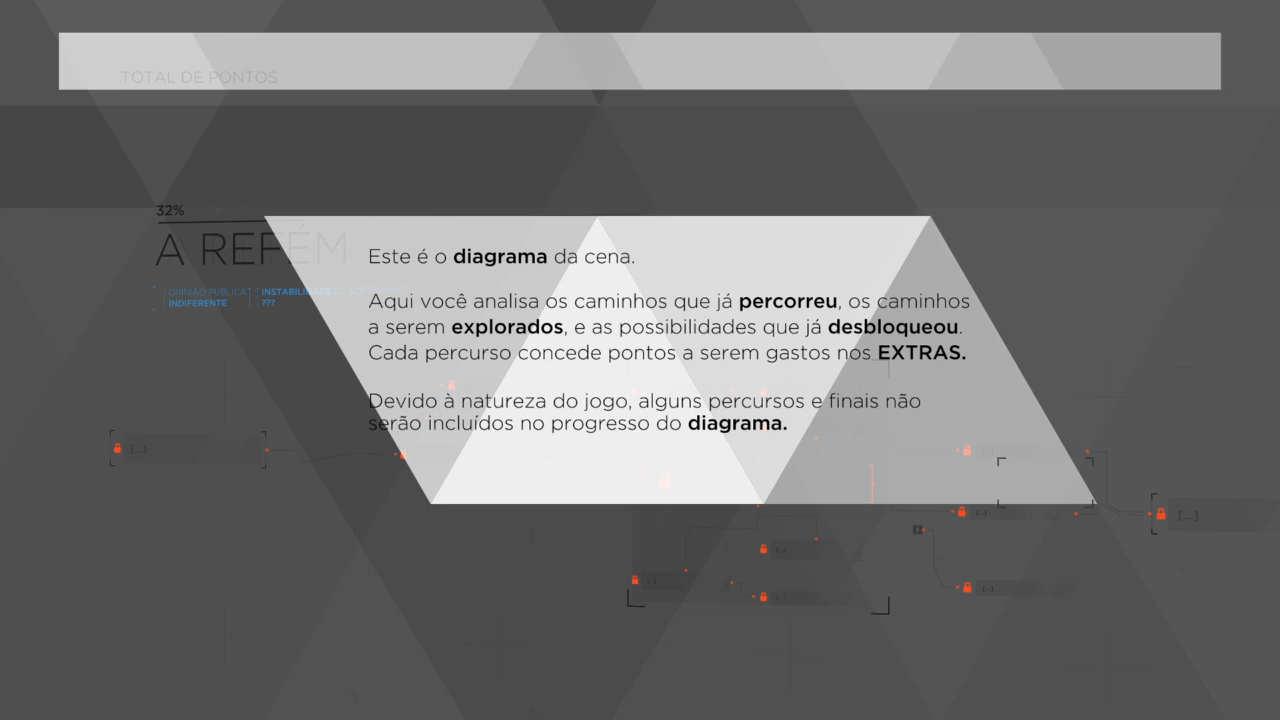 TOTAL DE PONTOS
32%
A REFÉM
OPINIÃO PÚBLICA
INDIFERENTE
INSTABILIDADE DE
???
Este é o diagrama da cena.
Aqui você analisa os caminhos que já percorreu, os caminhos
a serem explorados, e as possibilidades que já desbloqueou.
Cada percurso concede pontos a serem gastos nos EXTRAS.
Devido à natureza do jogo, alguns percursos e finais não
serão incluídos no progresso do diagrama.
[...]
[...]
[...]
[...]
[...]
[...]
[...]
[...]